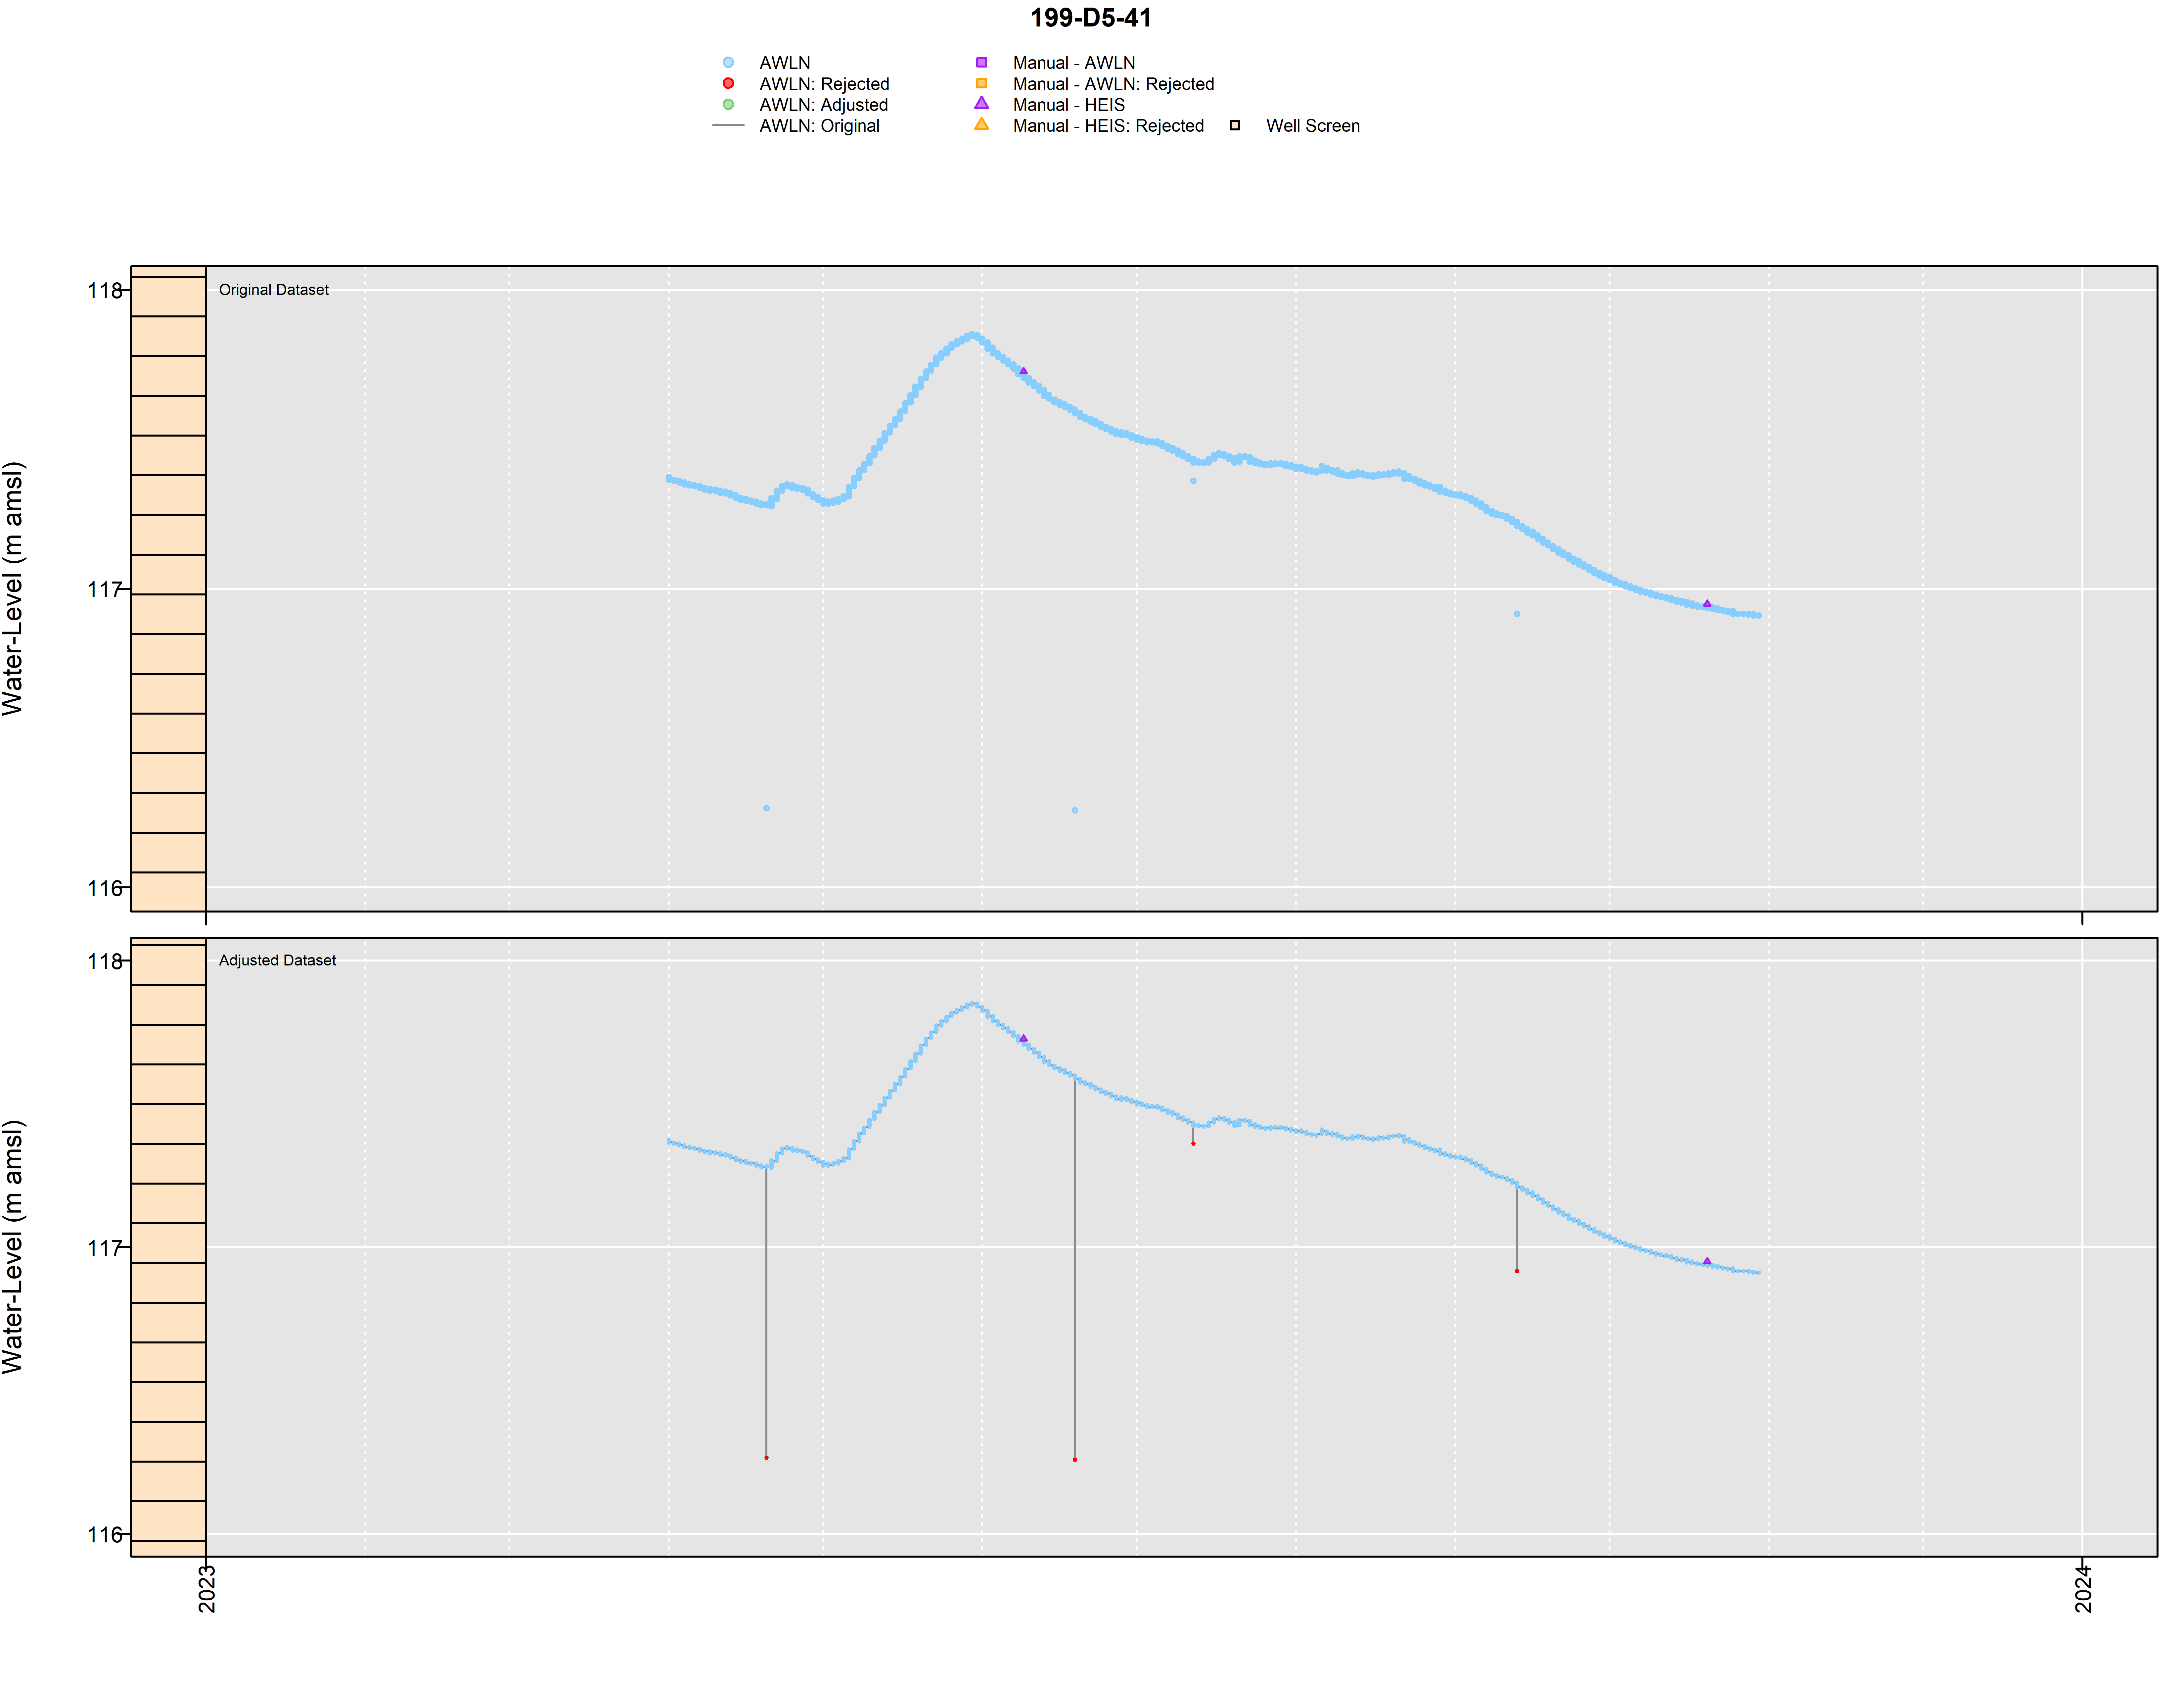 199-D5-41
AWLN
AWLN: Rejected
AWLN: Adjusted
AWLN: Original
Manual - AWLN
Manual - AWLN: Rejected
Manual - HEIS
Manual - HEIS: Rejected
Well Screen
Water-Level (m amsl)
118
117
116
Original Dataset
Water-Level (m amsl)
118
117
116
Adjusted Dataset
2023
2024